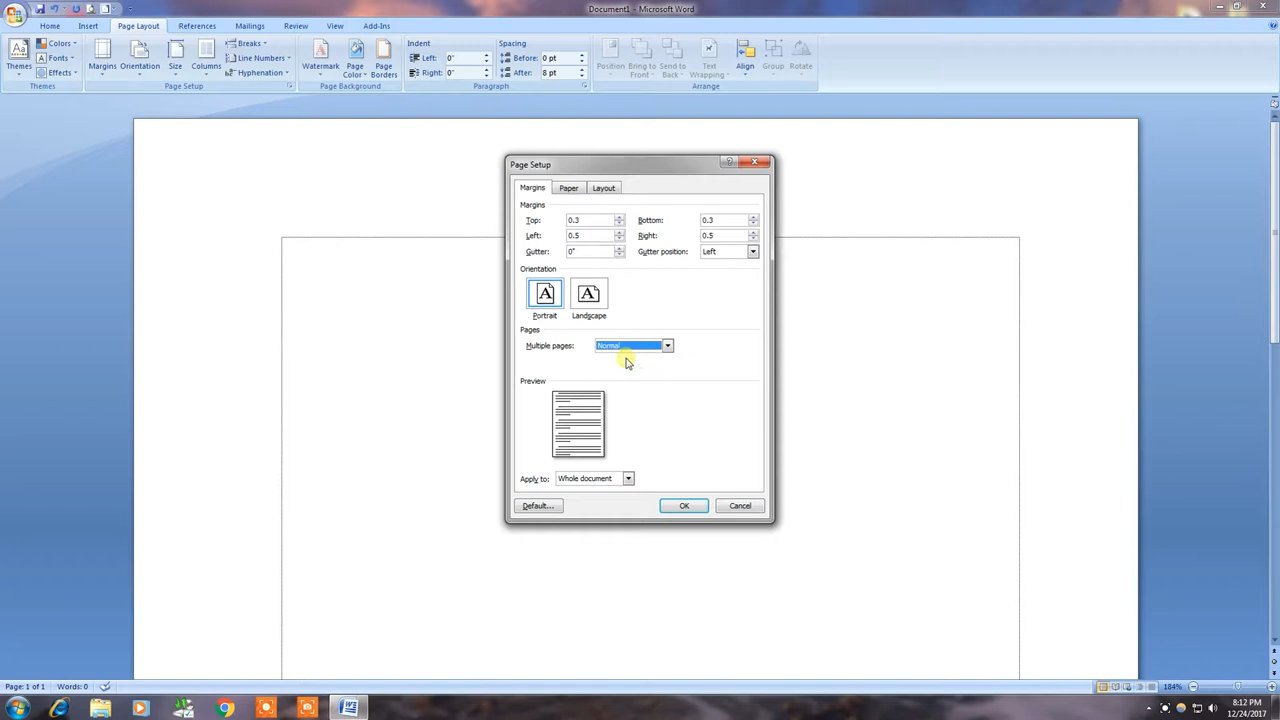 Document1 - Microsoft Word
Home Insert Page Layout References Mailings Review View Add-Ins
Colors Breaks Indent Spacing
Fonts Line Numbers Left: 0" Before: 0 pt
Effects Hyphenation Right: 0" After: 8 pt
Themes Margins Orientation Size Columns Watermark Page Color Page Borders Position Bring to Front Send to Back Text Wrapping Align Group Rotate
Themes Page Setup Page Background Paragraph Arrange
Page Setup
Margins Paper Layout
Margins
Top: 0.3 Bottom: 0.3
Left: 0.5 Right: 0.5
Gutter: 0" Gutter position: Left
Orientation
A A
Portrait Landscape
Pages
Multiple pages: Normal
Preview
Apply to: Whole document
Default... OK Cancel
Page: 1 of 1 Words: 0 184%
8:12 PM
12/24/2017